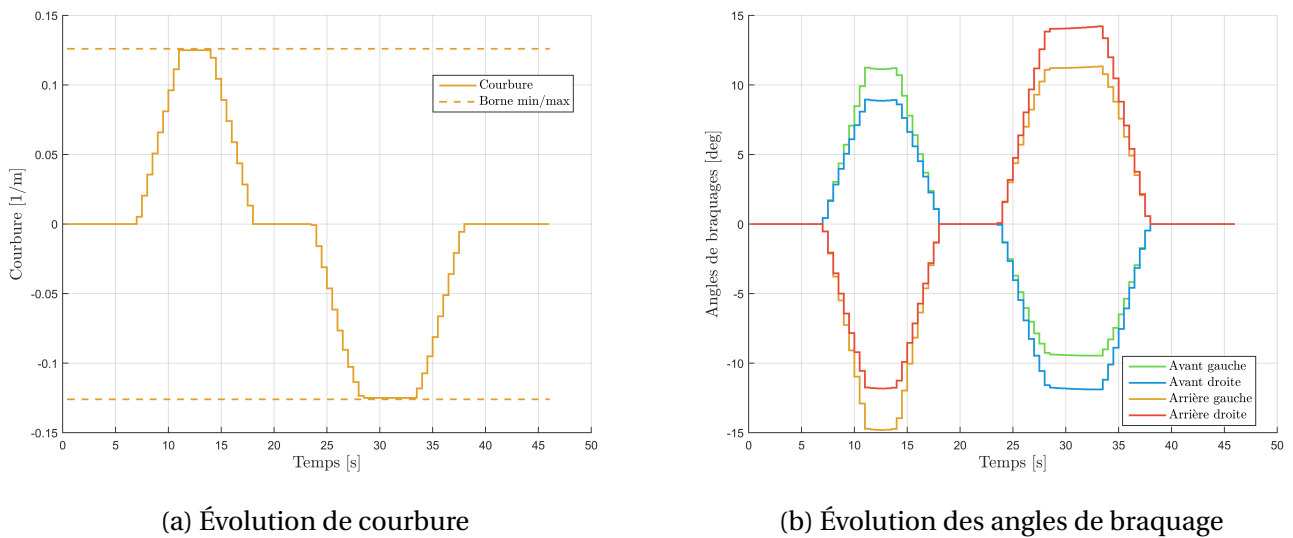 0.15
0.1
0.05
0
-0.05
-0.1
-0.15
0 5 10 15 20 25 30 35 40 45 50
Courbure [1/m]
Temps [s]
Courbure
Borne min/max
(a) Évolution de courbure
15
10
5
0
-5
-10
-15
0 5 10 15 20 25 30 35 40 45 50
Angles de braquages [deg]
Temps [s]
Avant gauche
Avant droite
Arrière gauche
Arrière droite
(b) Évolution des angles de braquage